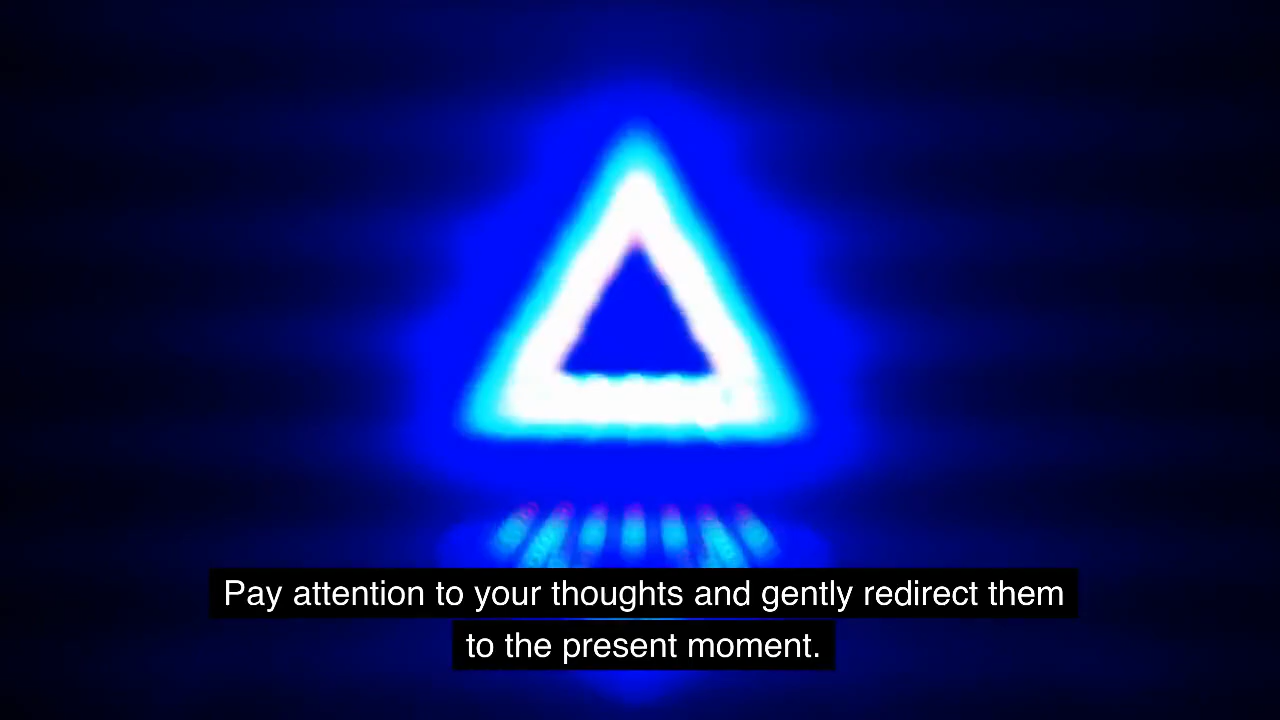 Pay attention to your thoughts and gently redirect them
to the present moment.